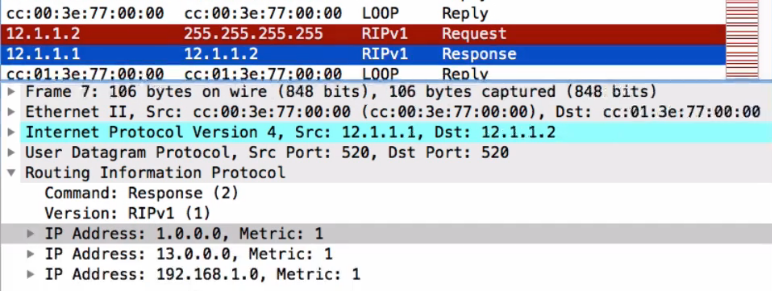 cc:00:3e:77:00:00 cc:00:3e:77:00:00 LOOP Reply
12.1.1.2 255.255.255.255 RIPv1 Request
12.1.1.1 12.1.1.2 RIPv1 Response
cc:01:3e:77:00:00 cc:01:3e:77:00:00 LOOP Reply
Frame 7: 106 bytes on wire (848 bits), 106 bytes captured (848 bits)
Ethernet II, Src: cc:00:3e:77:00:00 (cc:00:3e:77:00:00), Dst: cc:01:3e:77:00:00
Internet Protocol Version 4, Src: 12.1.1.1, Dst: 12.1.1.2
User Datagram Protocol, Src Port: 520, Dst Port: 520
Routing Information Protocol
Command: Response (2)
Version: RIPv1 (1)
IP Address: 1.0.0.0, Metric: 1
IP Address: 13.0.0.0, Metric: 1
IP Address: 192.168.1.0, Metric: 1